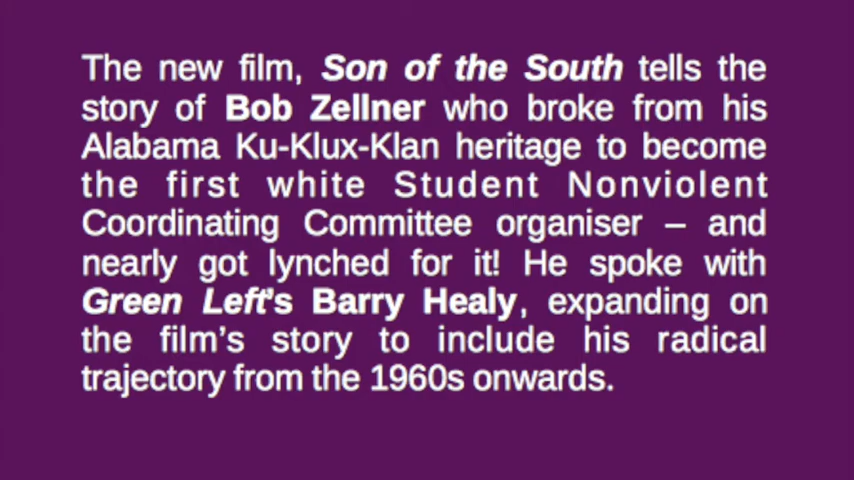 The new film, Son of the South tells the
story of Bob Zellner who broke from his
Alabama Ku-Klux-Klan heritage to become
the first white Student Nonviolent
Coordinating Committee organiser – and
nearly got lynched for it! He spoke with
Green Left's Barry Healy, expanding on
the film's story to include his radical
trajectory from the 1960s onwards.